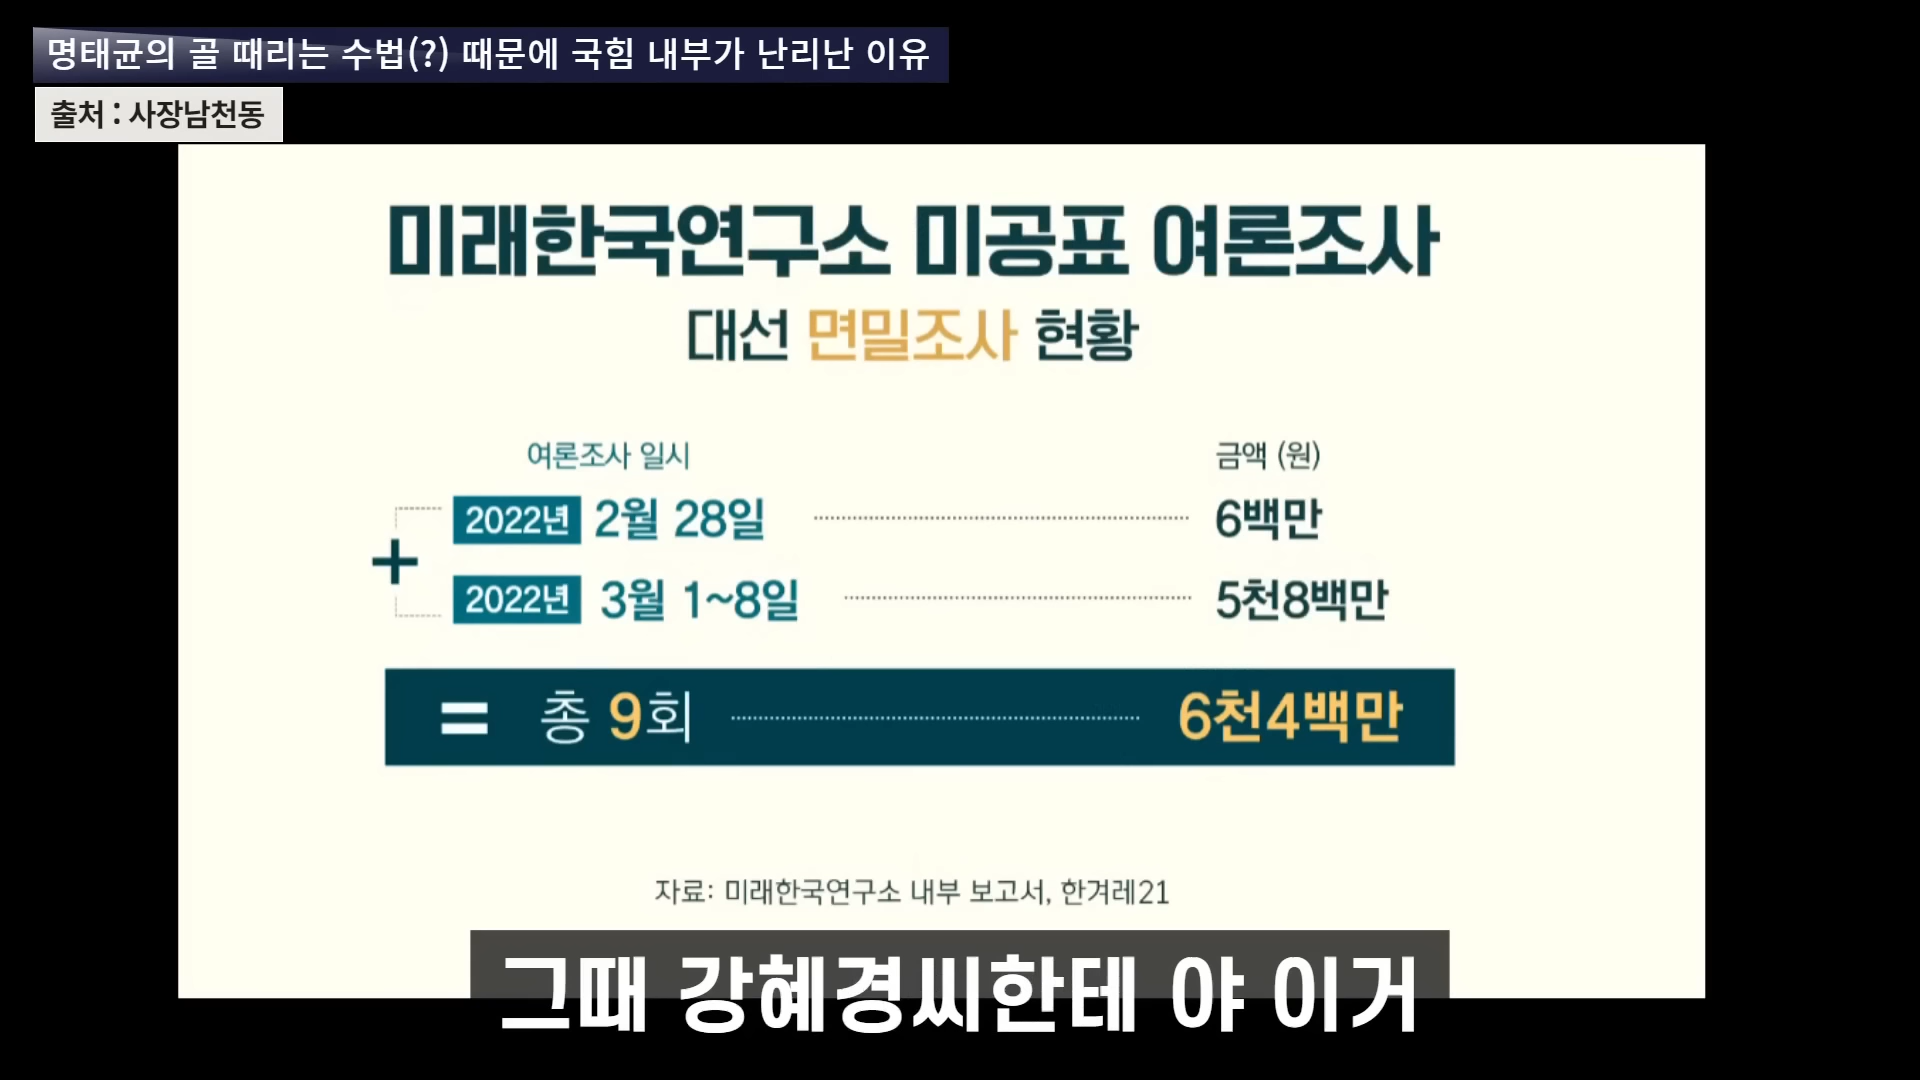 명태균의 골 때리는 수법(?) 때문에 국힘 내부가 난리난 이유
출처 : 사장남천동
미래한국연구소 미공표 여론조사
대선 면밀조사 현황
여론조사 일시 금액 (원)
2022년 2월 28일 6백만
+
2022년 3월 1~8일 5천8백만
= 총 9회 6천4백만
자료: 미래한국연구소 내부 보고서, 한겨레21
그때 강혜경씨한테 야 이거